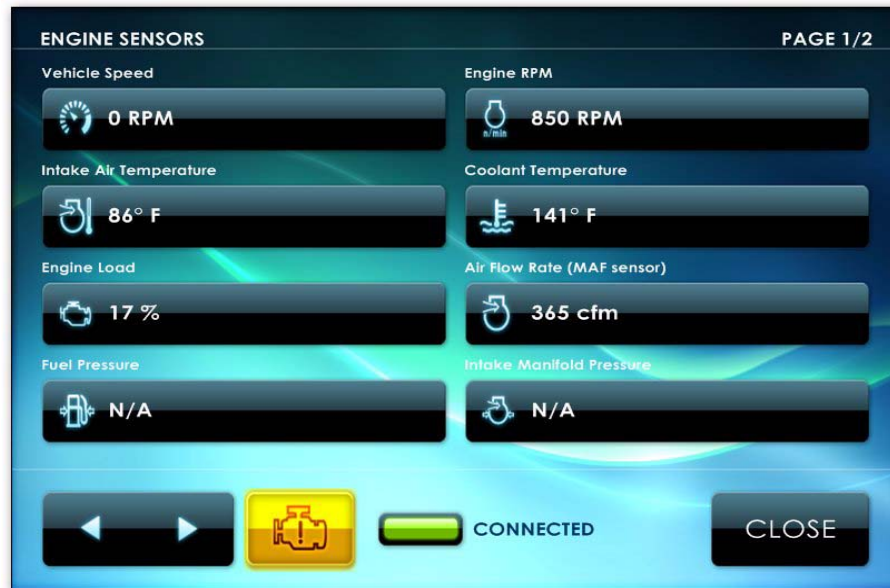 ENGINE SENSORS PAGE 1/2
Vehicle Speed Engine RPM
0 RPM n/min 850 RPM
Intake Air Temperature Coolant Temperature
86° F 141° F
Engine Load Air Flow Rate (MAF sensor)
17 % 365 cfm
Fuel Pressure Intake Manifold Pressure
N/A N/A
CONNECTED CLOSE